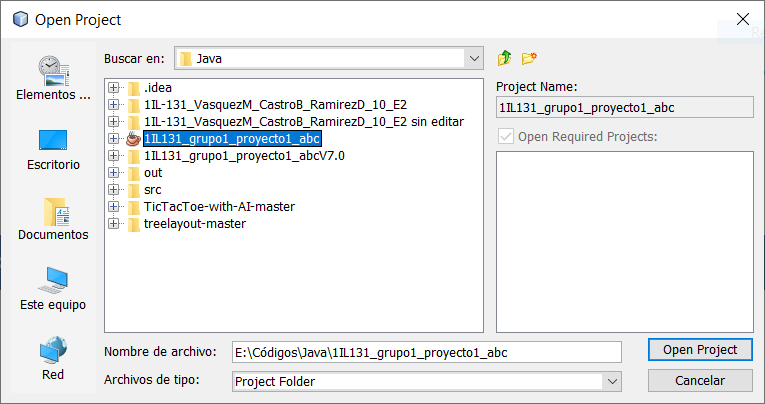 Open Project
Buscar en:
Java
Elementos ...
Escritorio
Documentos
Este equipo
Red
.idea
1IL-131_VasquezM_CastroB_RamirezD_10_E2
1IL-131_VasquezM_CastroB_RamirezD_10_E2 sin editar
1IL131_grupo1_proyecto1_abc
1IL131_grupo1_proyecto1_abcV7.0
out
src
TicTacToe-with-AI-master
treelayout-master
Project Name:
1IL131_grupo1_proyecto1_abc
Open Required Projects:
Nombre de archivo:
E:\Códigos\Java\1IL131_grupo1_proyecto1_abc
Archivos de tipo:
Project Folder
Open Project
Cancelar